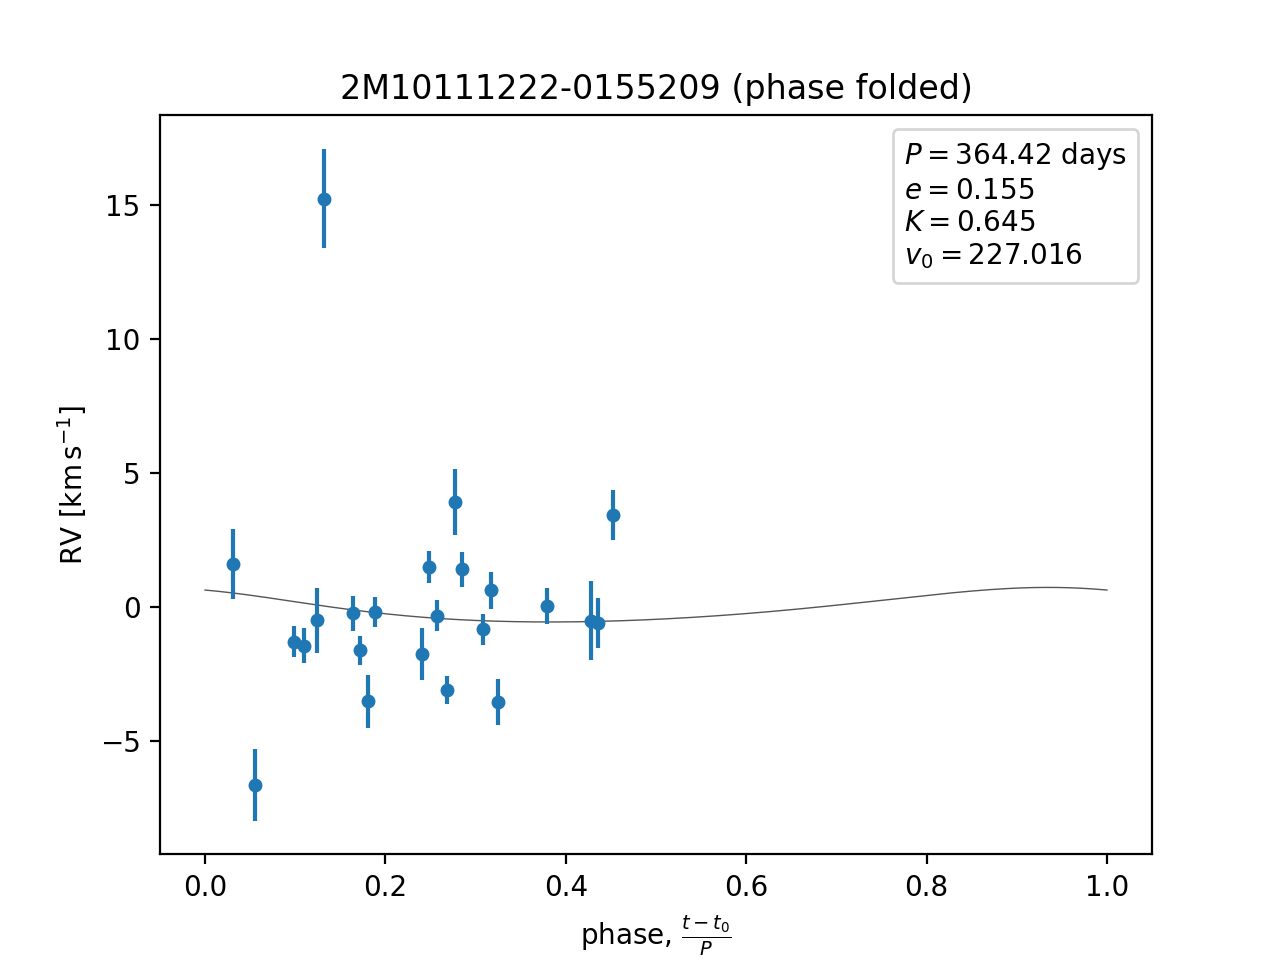 2M10111222-0155209 (phase folded)
P = 364.42 days
e = 0.155
K = 0.645
v₀ = 227.016
15
10
5
0
−5
RV [km s⁻¹]
0.0 0.2 0.4 0.6 0.8 1.0
phase, (t − t₀)/P